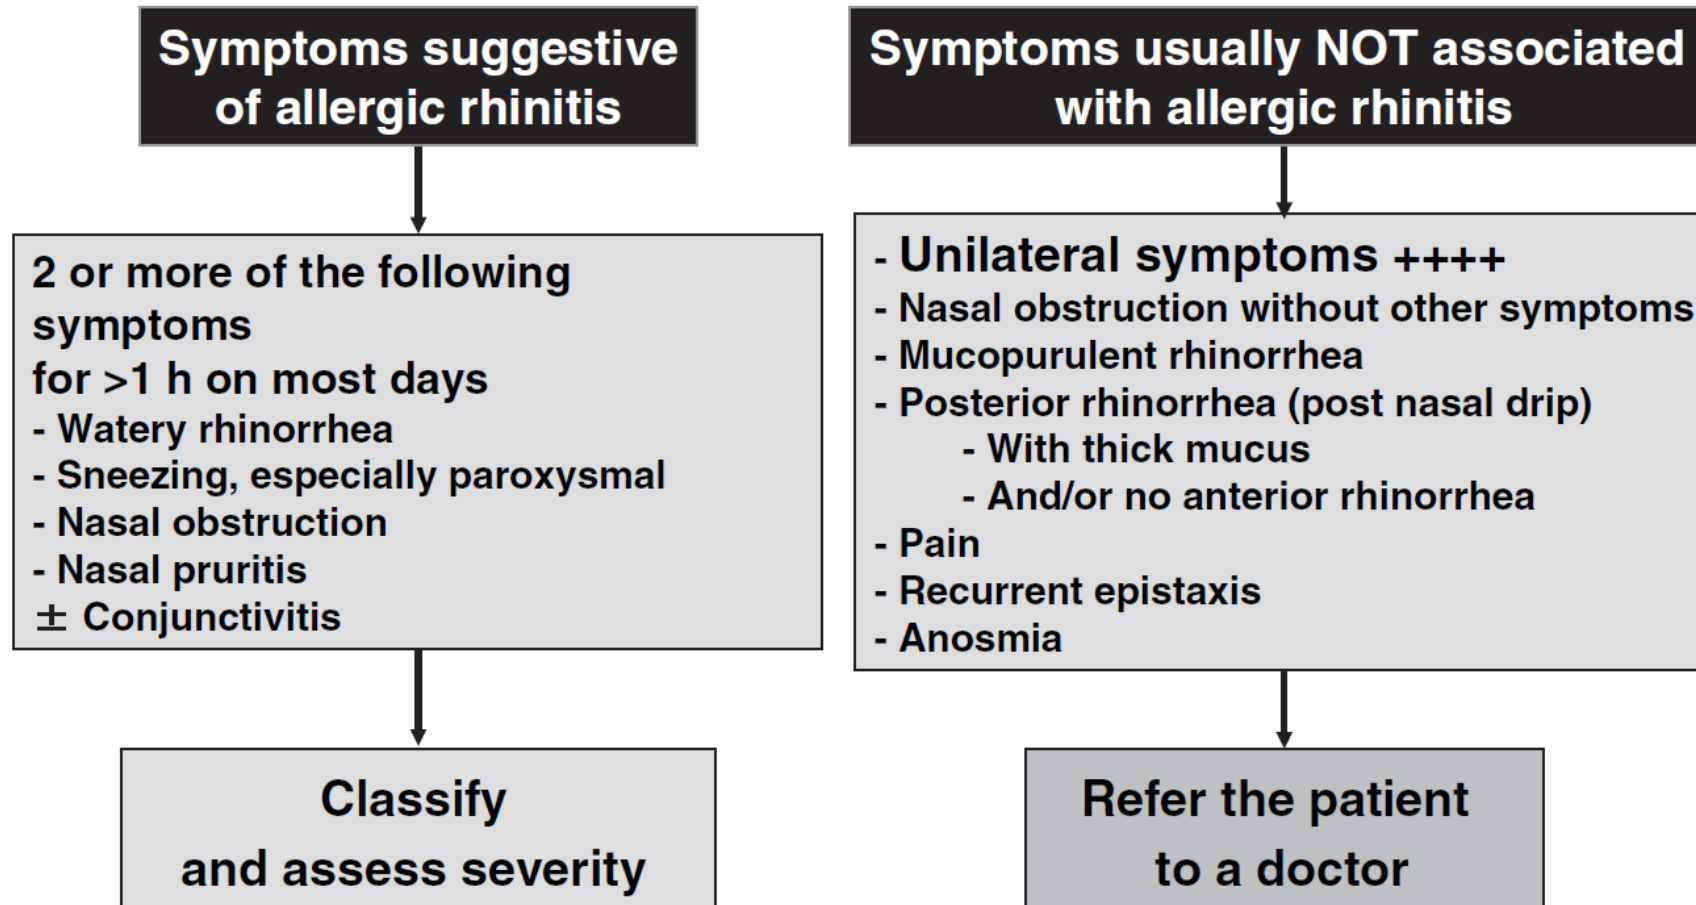 Symptoms suggestive
of allergic rhinitis
2 or more of the following
symptoms
for >1 h on most days
- Watery rhinorrhea
- Sneezing, especially paroxysmal
- Nasal obstruction
- Nasal pruritis
± Conjunctivitis
Classify
and assess severity
Symptoms usually NOT associated
with allergic rhinitis
- Unilateral symptoms ++++
- Nasal obstruction without other symptoms
- Mucopurulent rhinorrhea
- Posterior rhinorrhea (post nasal drip)
- With thick mucus
- And/or no anterior rhinorrhea
- Pain
- Recurrent epistaxis
- Anosmia
Refer the patient
to a doctor